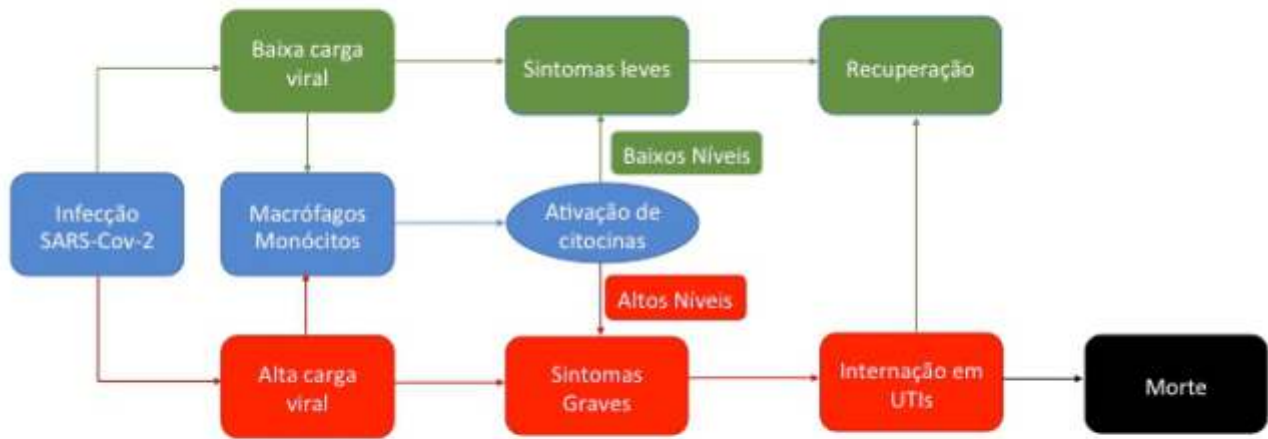 Baixa carga
viral
Sintomas leves
Recuperação
Baixos Níveis
Infecção
SARS-Cov-2
Macrófagos
Monócitos
Ativação de
citocinas
Altos Níveis
Alta carga
viral
Sintomas
Graves
Internação em
UTIs
Morte